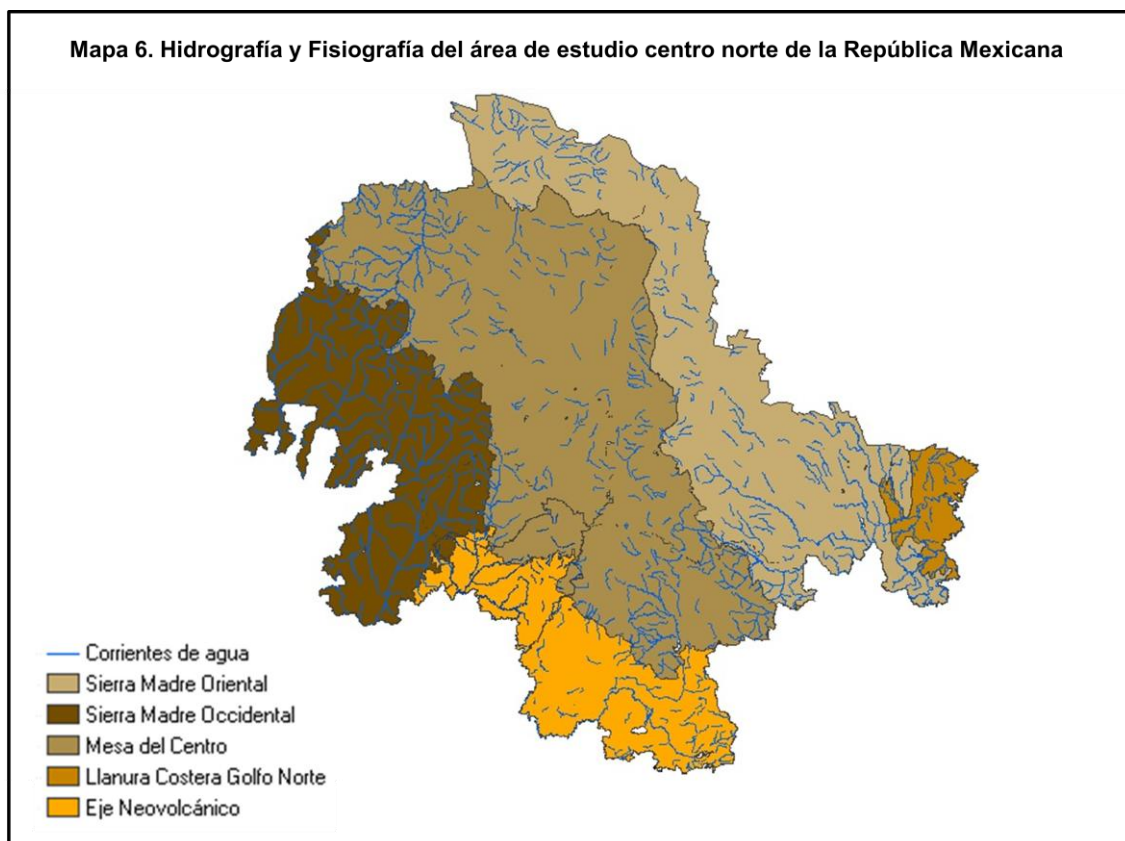 Mapa 6. Hidrografía y Fisiografía del área de estudio centro norte de la República Mexicana
Corrientes de agua
Sierra Madre Oriental
Sierra Madre Occidental
Mesa del Centro
Llanura Costera Golfo Norte
Eje Neovolcánico